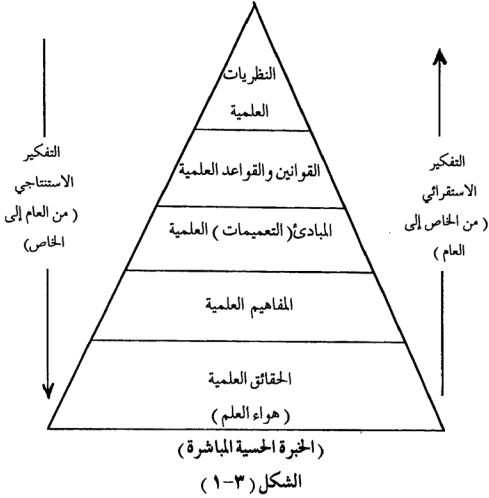 النظريات
العلمية
القوانين والقواعد العلمية
المبادئ (التعميمات) العلمية
المفاهيم العلمية
الحقائق العلمية
(هواء العلم)
التفكير
الاستقرائي
(من الخاص إلى
العام)
التفكير
الاستنتاجي
(من العام إلى
الخاص)
(الخبرة الحسية المباشرة)
الشكل (٣-١)